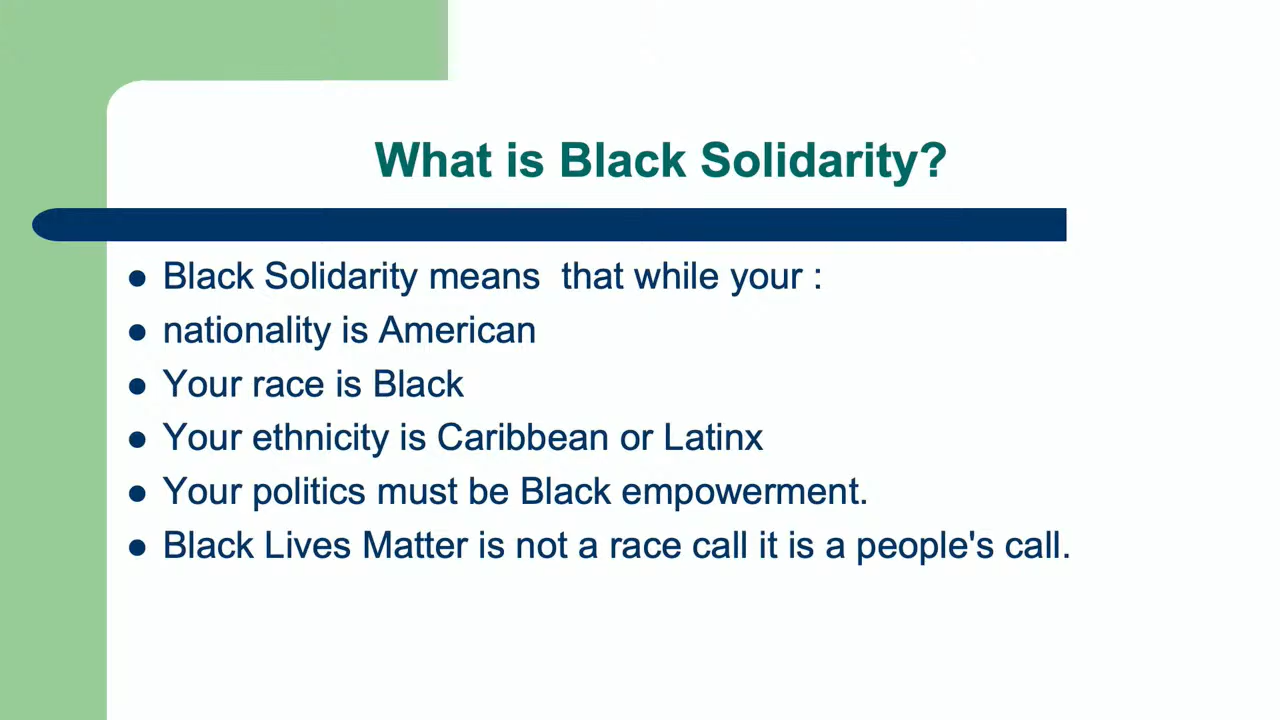 What is Black Solidarity?
● Black Solidarity means  that while your :
● nationality is American
● Your race is Black
● Your ethnicity is Caribbean or Latinx
● Your politics must be Black empowerment.
● Black Lives Matter is not a race call it is a people's call.